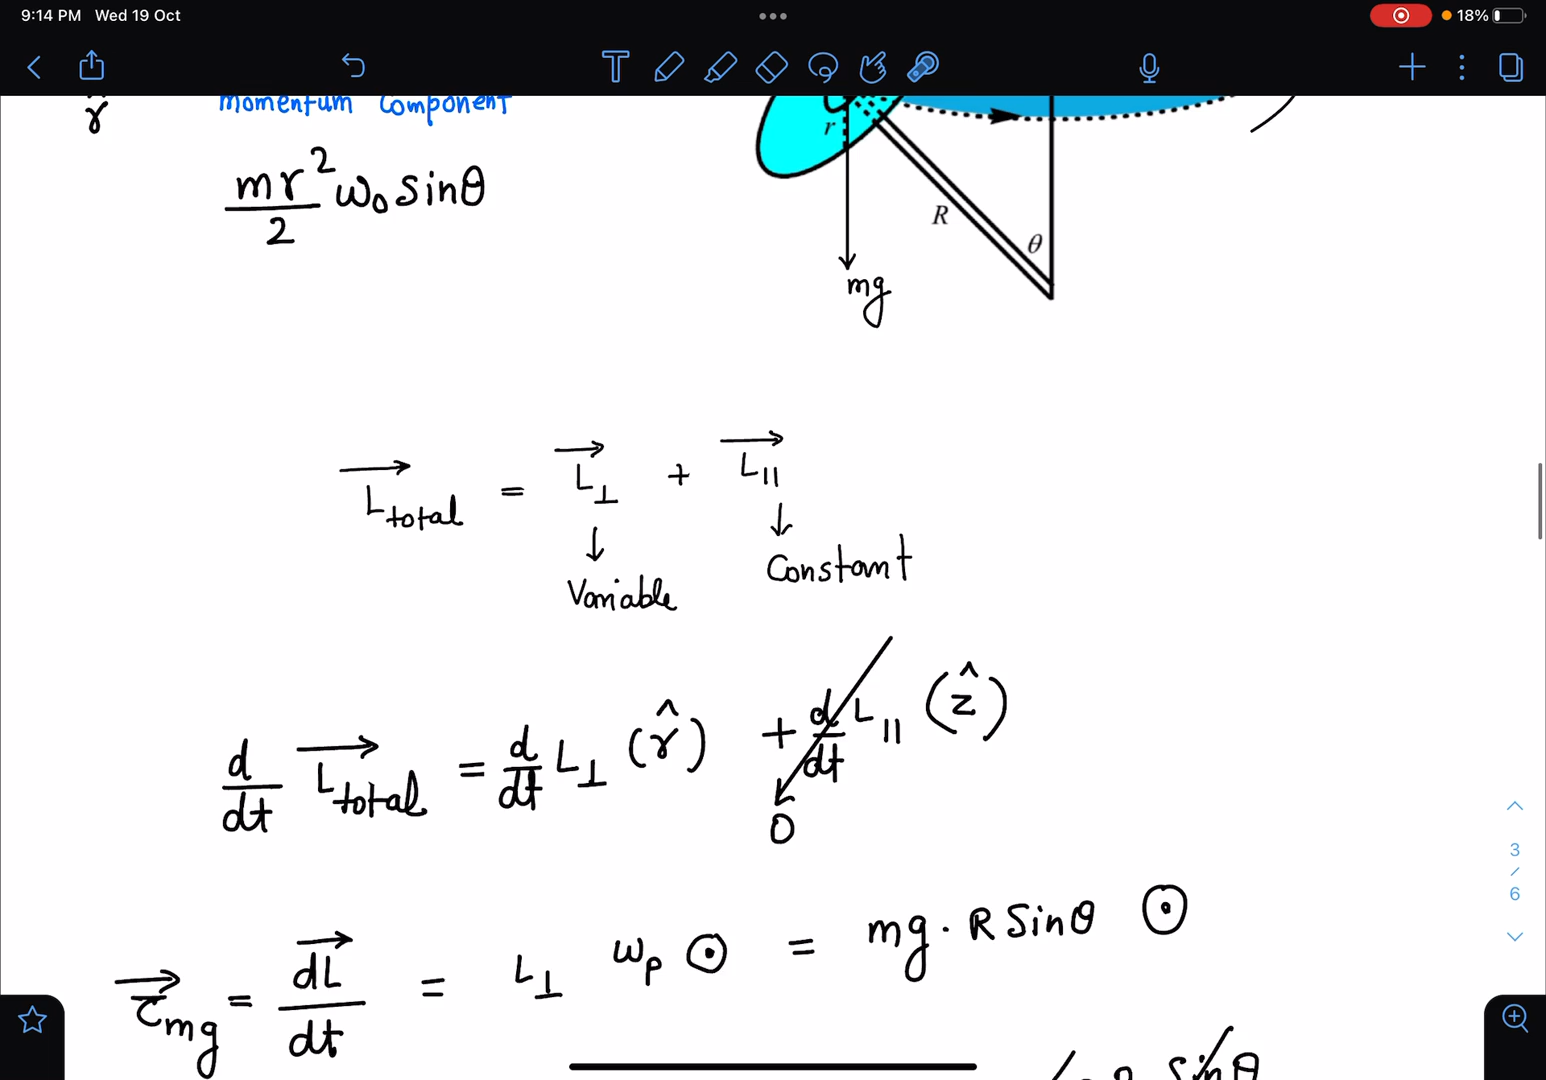 9:14 PM Wed 19 Oct
18%
r̂
momentum component
mr²/2 ω₀ sinθ
r
R
θ
mg
L⃗total = L⃗⊥ + L⃗||
↓ ↓
Variable Constant
d/dt L⃗total = d/dt L⊥ (r̂) + d/dt L|| (ẑ)
0
τ⃗mg = dL⃗/dt = L⊥ ωp ⊙ = mg · R Sinθ ⊙
sinθ
3
/
6